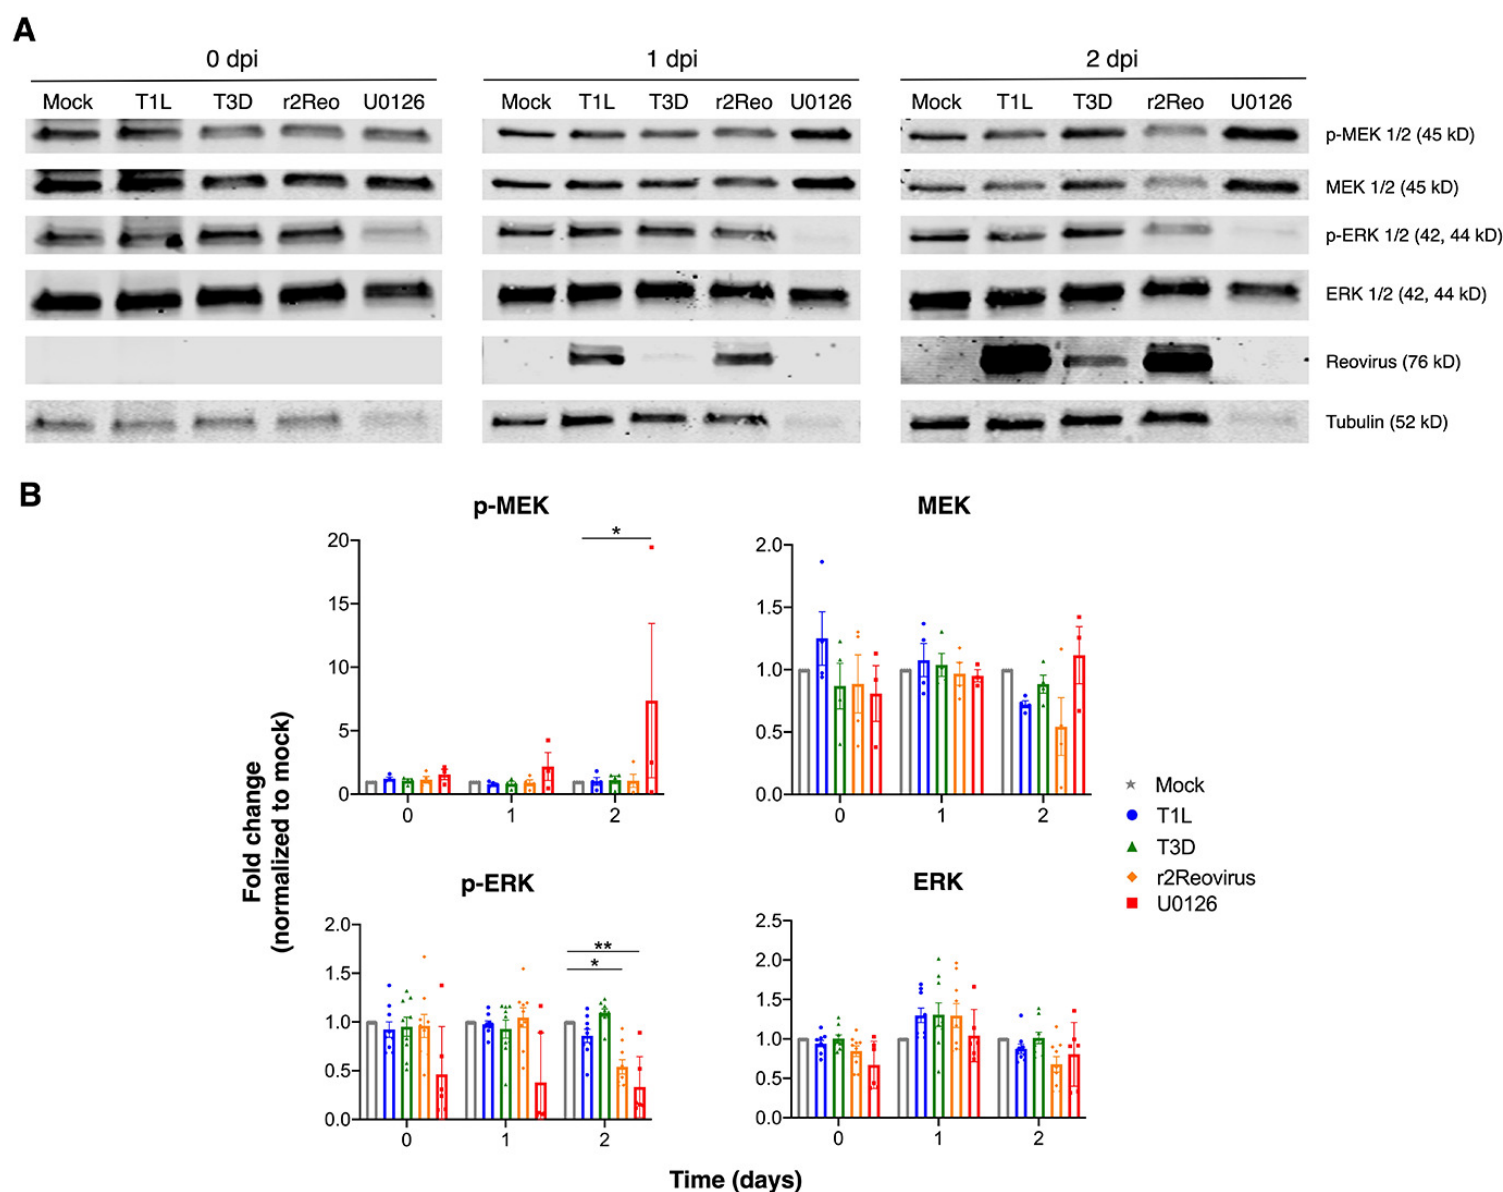 A
0 dpi 1 dpi 2 dpi
Mock T1L T3D r2Reo U0126 Mock T1L T3D r2Reo U0126 Mock T1L T3D r2Reo U0126
p-MEK 1/2 (45 kD)
MEK 1/2 (45 kD)
p-ERK 1/2 (42, 44 kD)
ERK 1/2 (42, 44 kD)
Reovirus (76 kD)
Tubulin (52 kD)
B
p-MEK
*
20
15
10
5
0
0 1 2
MEK
2.0
1.5
1.0
0.5
0.0
0 1 2
Fold change
(normalized to mock)
p-ERK
2.0
1.5
1.0
0.5
0.0
**
*
0 1 2
ERK
2.5
2.0
1.5
1.0
0.5
0.0
0 1 2
Mock
T1L
T3D
r2Reovirus
U0126
Time (days)